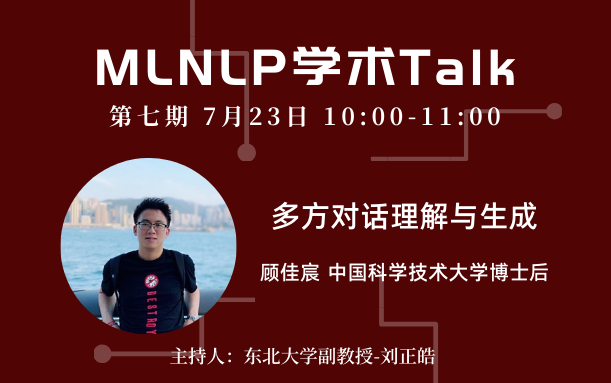 MLNLP学术Talk
第七期 7月23日 10:00-11:00
多方对话理解与生成
顾佳宸 中国科学技术大学博士后
DESTROY
主持人：东北大学副教授-刘正皓